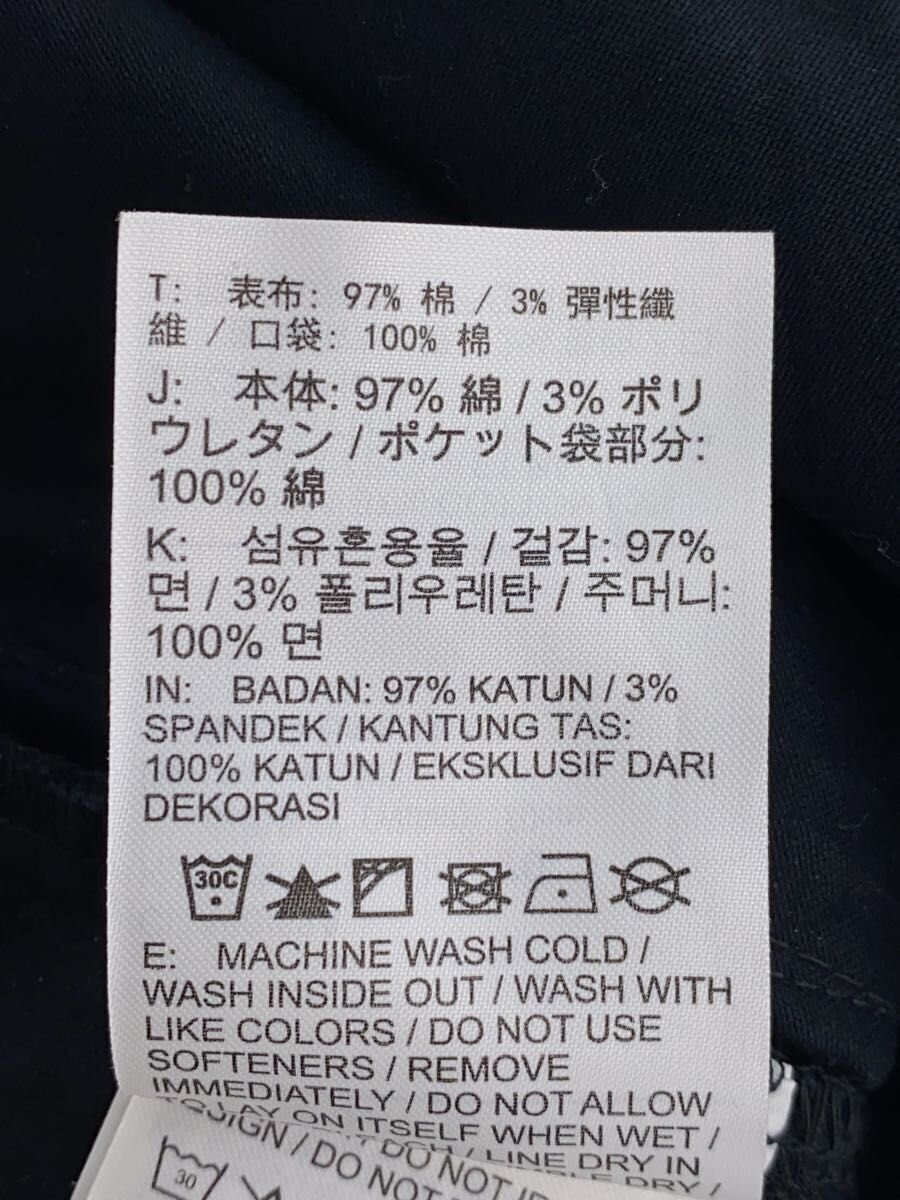 T: 表布: 97% 棉 / 3% 彈性纖
維 / 口袋: 100% 棉
J: 本体: 97% 綿 / 3% ポリ
ウレタン / ポケット袋部分:
100% 綿
K: 섬유혼용율 / 겉감: 97%
면 / 3% 폴리우레탄 / 주머니:
100% 면
IN: BADAN: 97% KATUN / 3%
SPANDEK / KANTUNG TAS:
100% KATUN / EKSKLUSIF DARI
DEKORASI
30C
E: MACHINE WASH COLD /
WASH INSIDE OUT / WASH WITH
LIKE COLORS / DO NOT USE
SOFTENERS / REMOVE
IMMEDIATELY / DO NOT ALLOW
TO LAY ON ITSELF WHEN WET /
LINE DRY IN
DO NOT
30